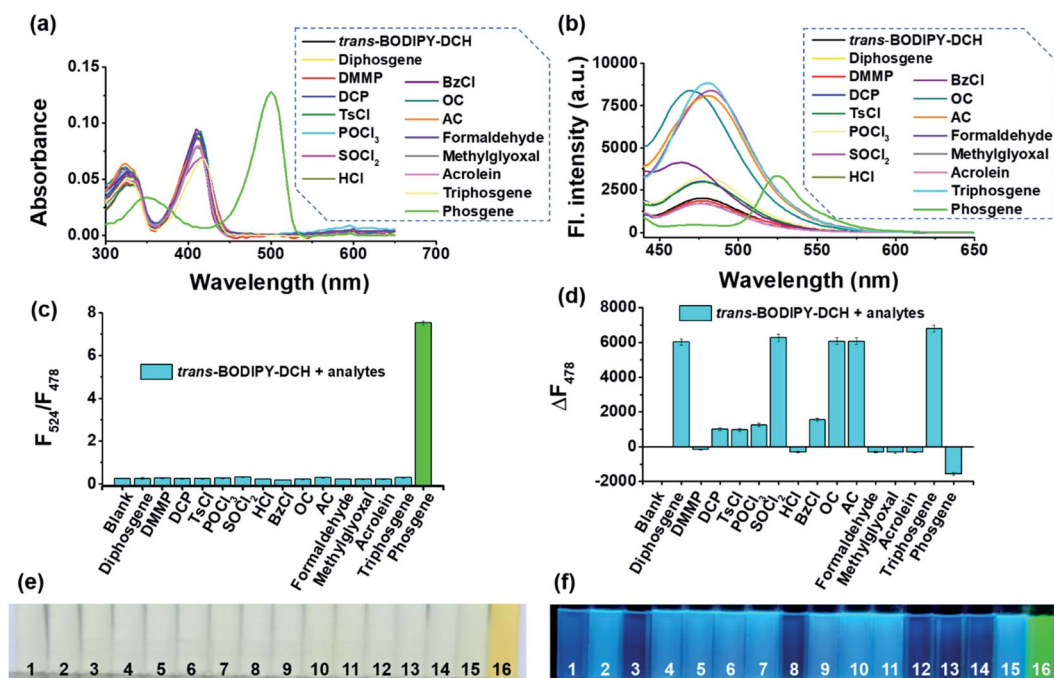 (a)
0.15
0.10
0.05
0.00
Absorbance
300 400 500 600 700
Wavelength (nm)
trans-BODIPY-DCH
Diphosgene
DMMP
DCP
TsCl
POCl3
SOCl2
HCl
BzCl
OC
AC
Formaldehyde
Methylglyoxal
Acrolein
Triphosgene
Phosgene
(b)
10000
7500
5000
2500
0
Fl. intensity (a.u.)
450 500 550 600 650
Wavelength (nm)
trans-BODIPY-DCH
Diphosgene
DMMP
DCP
TsCl
POCl3
SOCl2
HCl
BzCl
OC
AC
Formaldehyde
Methylglyoxal
Acrolein
Triphosgene
Phosgene
(c)
8
6
4
2
0
F524/F478
trans-BODIPY-DCH + analytes
Blank
Diphosgene
DMMP
DCP
TsCl
POCl3
SOCl2
HCl
BzCl
OC
AC
Formaldehyde
Methylglyoxal
Acrolein
Triphosgene
Phosgene
(d)
8000
6000
4000
2000
0
-2000
ΔF478
trans-BODIPY-DCH + analytes
Blank
Diphosgene
DMMP
DCP
TsCl
POCl3
SOCl2
HCl
BzCl
OC
AC
Formaldehyde
Methylglyoxal
Acrolein
Triphosgene
Phosgene
(e)
1 2 3 4 5 6 7 8 9 10 11 12 13 14 15 16
(f)
1 2 3 4 5 6 7 8 9 10 11 12 13 14 15 16